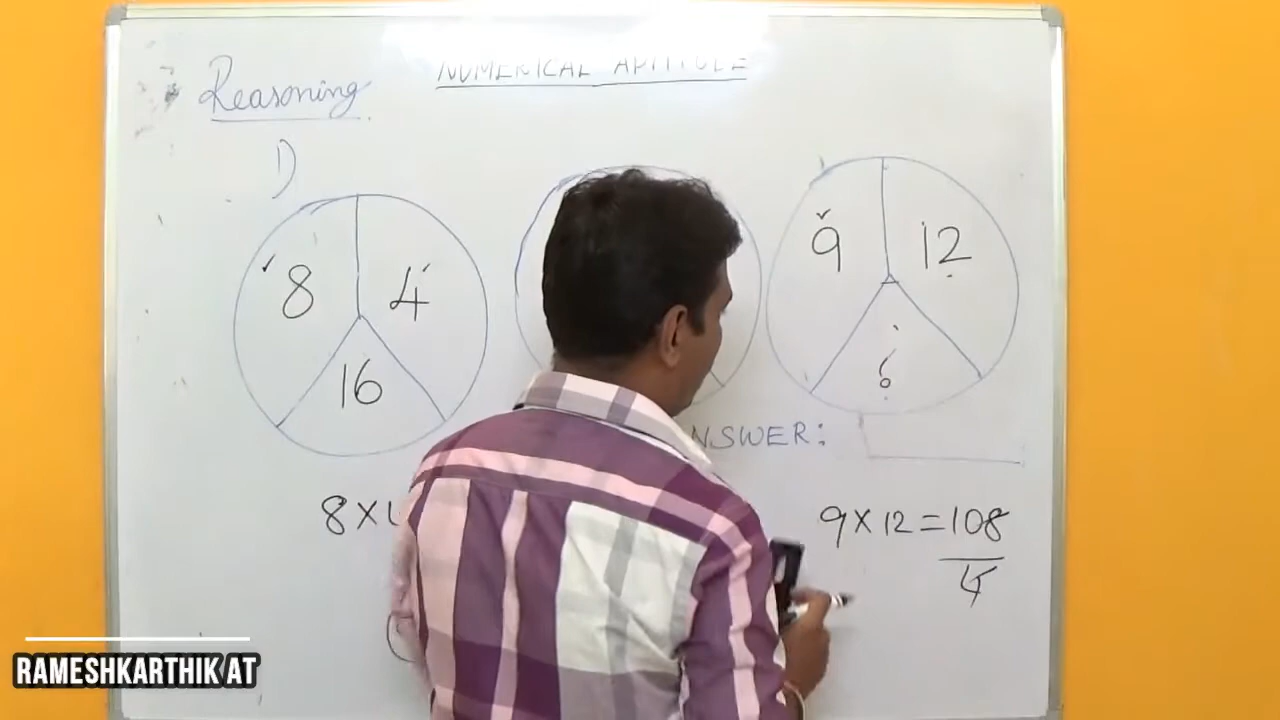 Reasoning
NUMERICAL APTITUDE
1)
8 4
16
9 12
?
ANSWER:
8 X
9 X 12 = 108
4
RAMESHKARTHIK AT